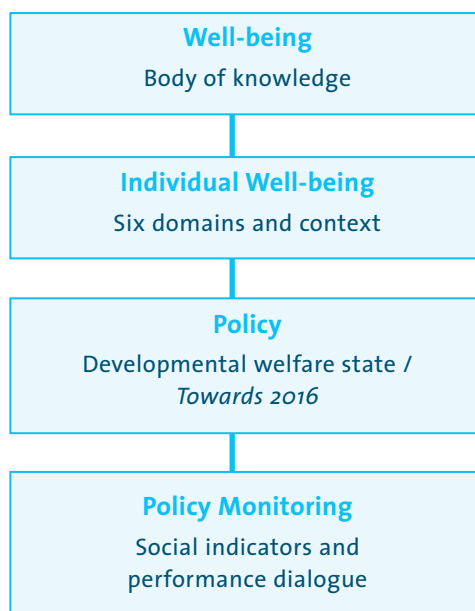 Well-being
Body of knowledge
Individual Well-being
Six domains and context
Policy
Developmental welfare state /
Towards 2016
Policy Monitoring
Social indicators and
performance dialogue